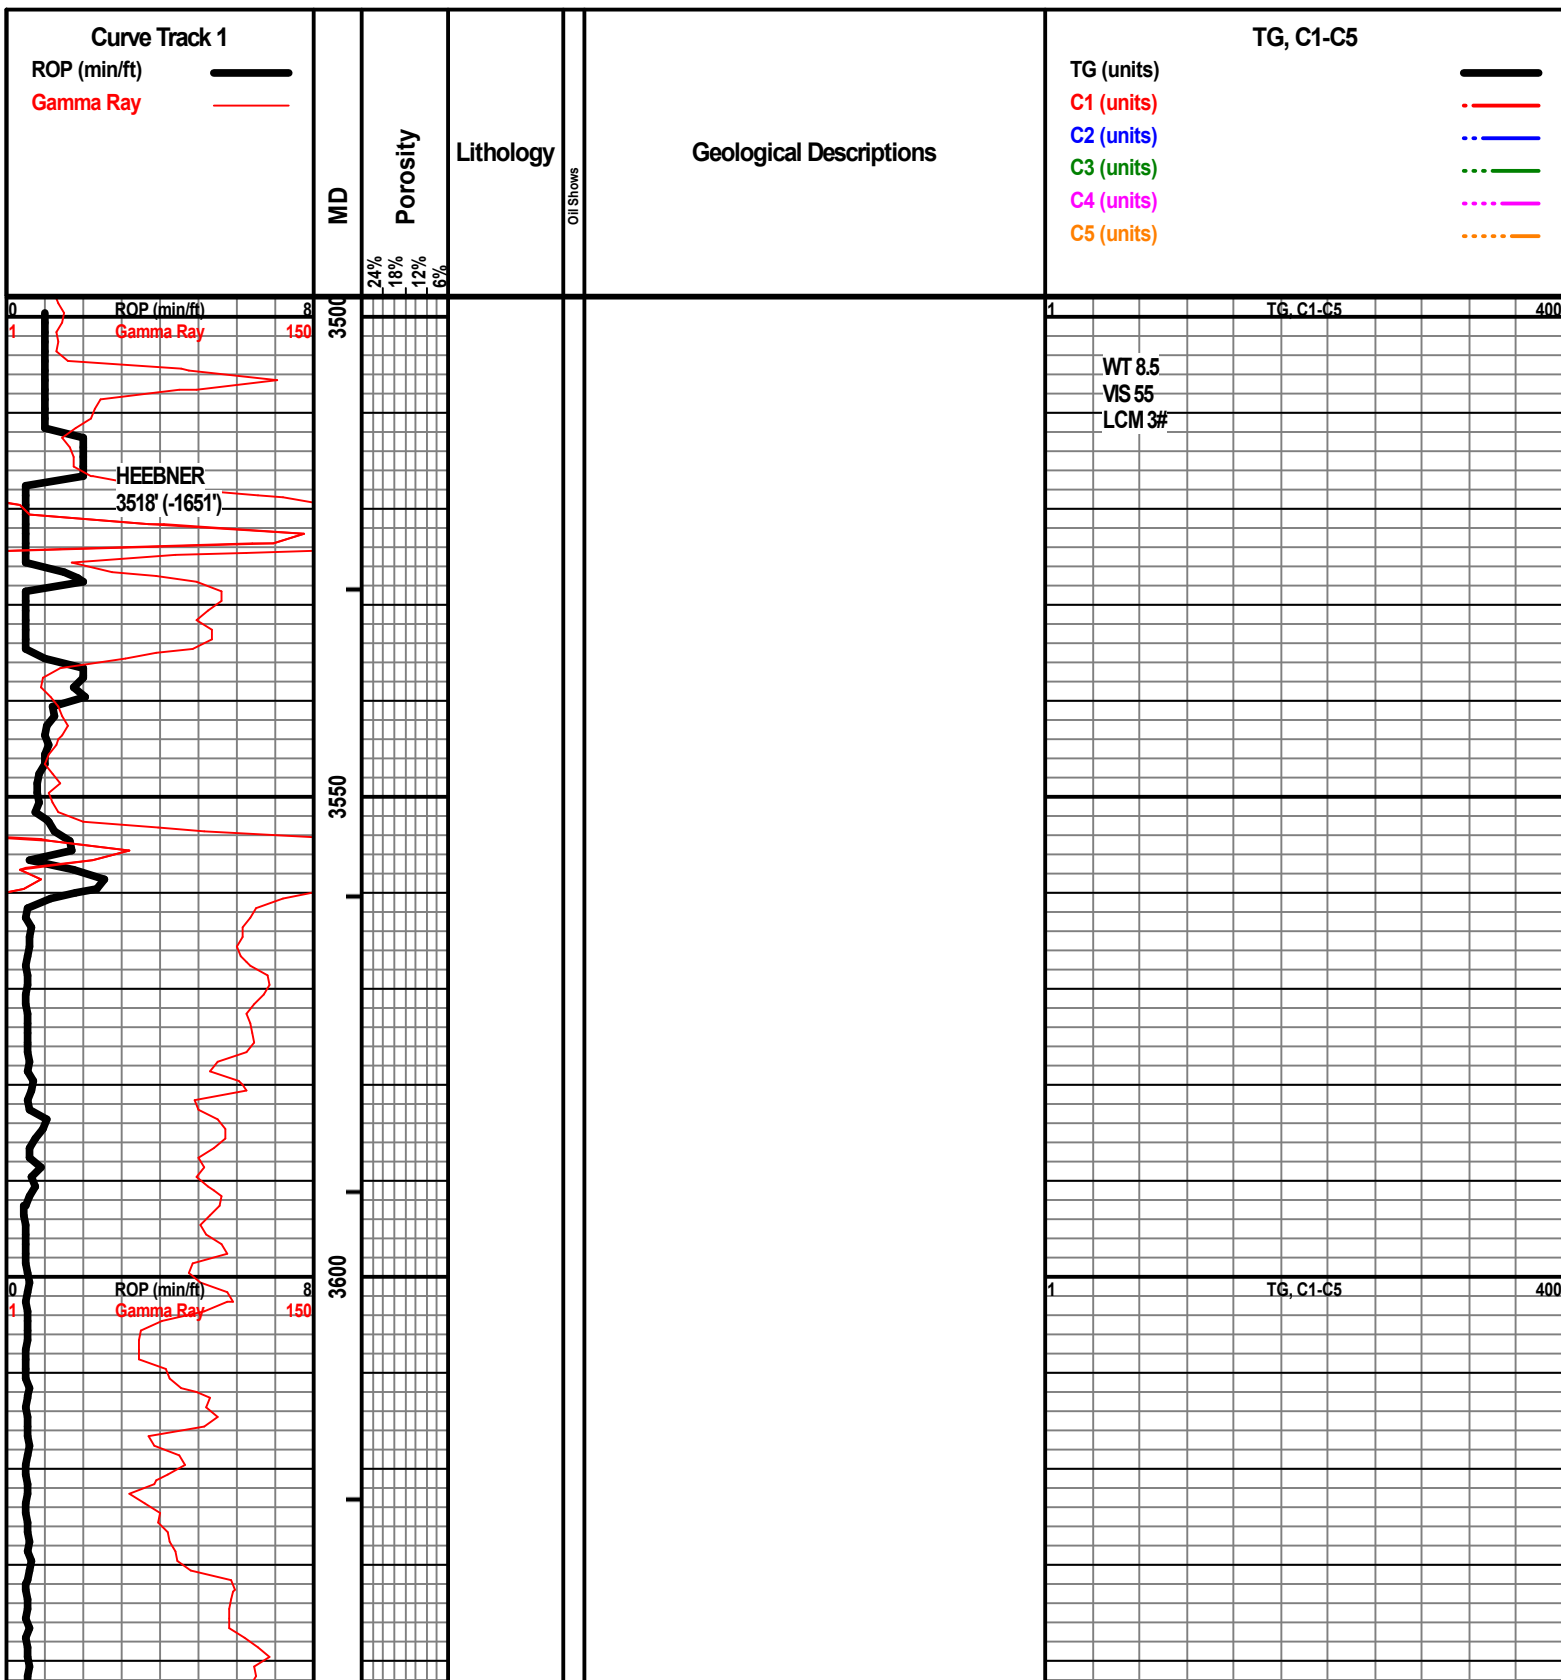 Curve Track 1
ROP (min/ft)
Gamma Ray
MD
Porosity
24%
18%
12%
6%
Lithology
Oil Shows
Geological Descriptions
TG, C1-C5
TG (units)
C1 (units)
C2 (units)
C3 (units)
C4 (units)
C5 (units)
0 ROP (min/ft) 8
1 Gamma Ray 150
3500
1 TG, C1-C5 400
WT 8.5
VIS 55
LCM 3#
HEEBNER
3518' (-1651')
3550
3600
0 ROP (min/ft) 8
1 Gamma Ray 150
1 TG, C1-C5 400